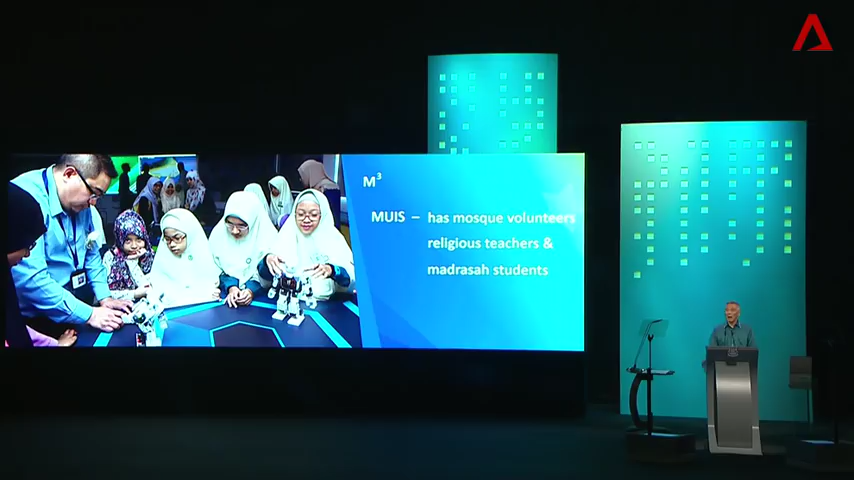 M³
MUIS – has mosque volunteers
religious teachers &
madrasah students